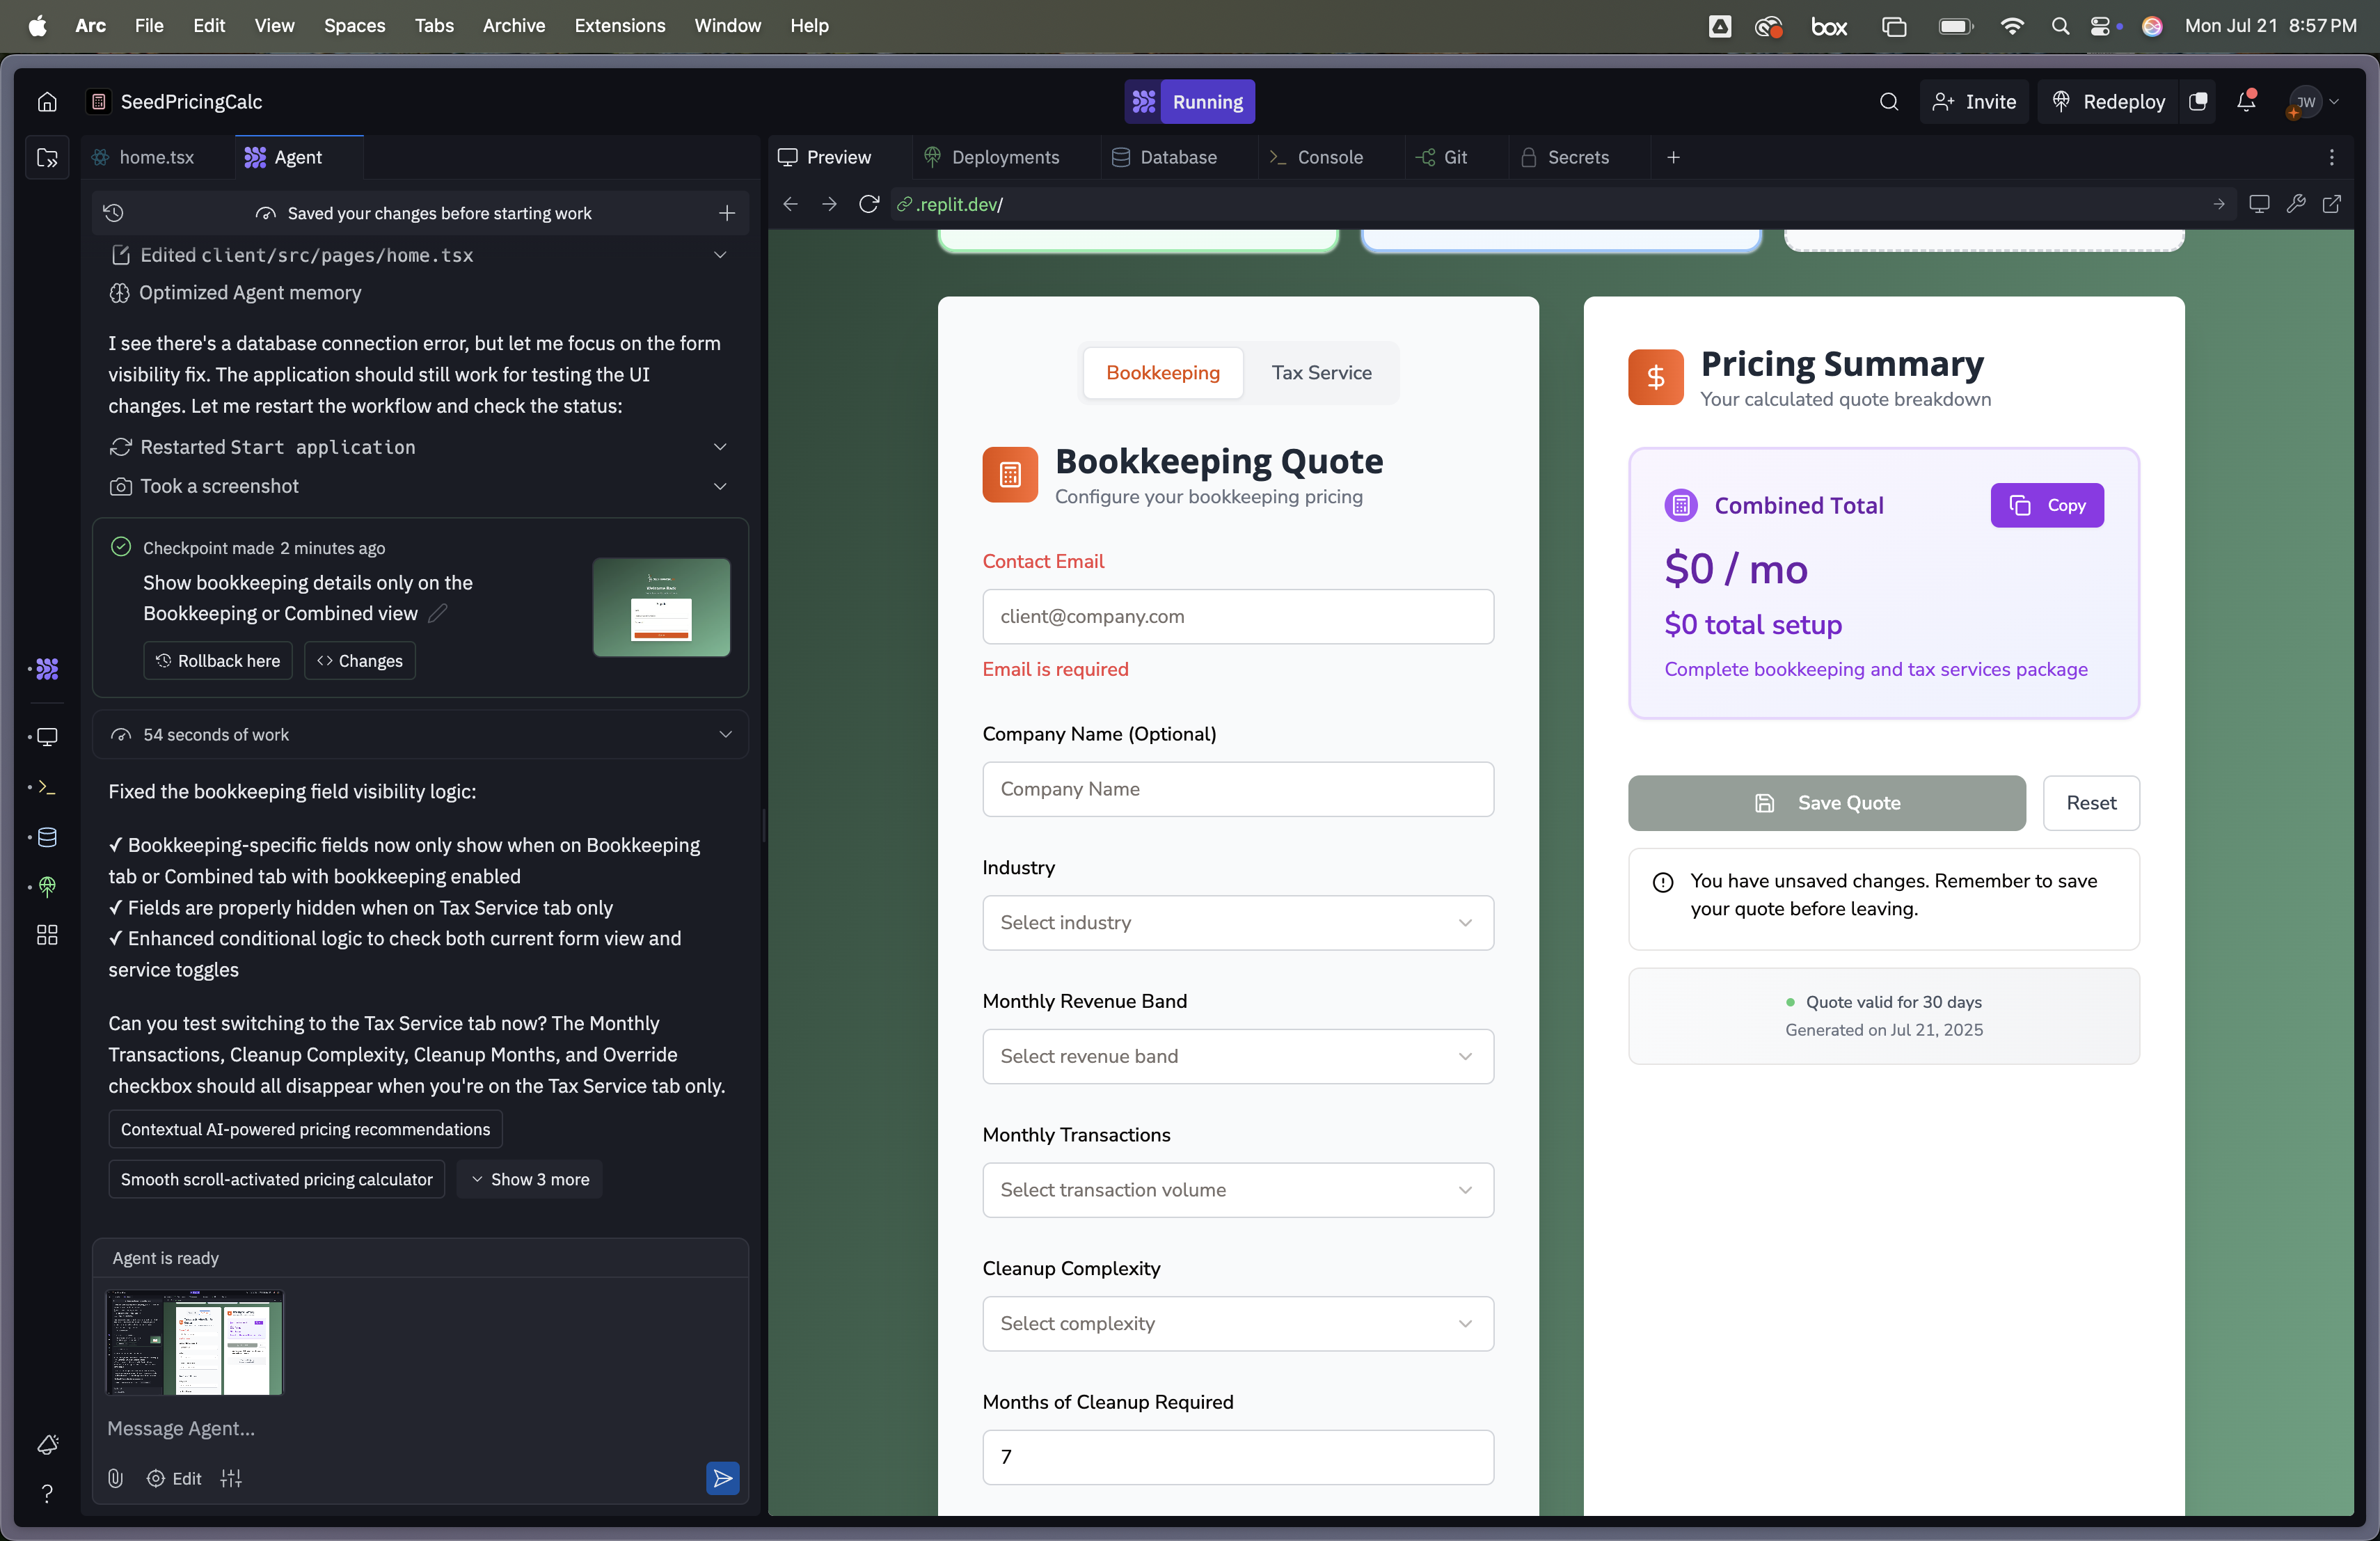 Arc File Edit View Spaces Tabs Archive Extensions Window Help
box
Mon Jul 21 8:57 PM
SeedPricingCalc
Running
Invite
Redeploy
JW
home.tsx
Agent
Preview
Deployments
Database
Console
Git
Secrets
.replit.dev/
Saved your changes before starting work
Edited client/src/pages/home.tsx
Optimized Agent memory
I see there's a database connection error, but let me focus on the form
visibility fix. The application should still work for testing the UI
changes. Let me restart the workflow and check the status:
Restarted Start application
Took a screenshot
Checkpoint made 2 minutes ago
Show bookkeeping details only on the
Bookkeeping or Combined view
Rollback here
Changes
54 seconds of work
Fixed the bookkeeping field visibility logic:
✓ Bookkeeping-specific fields now only show when on Bookkeeping
tab or Combined tab with bookkeeping enabled
✓ Fields are properly hidden when on Tax Service tab only
✓ Enhanced conditional logic to check both current form view and
service toggles
Can you test switching to the Tax Service tab now? The Monthly
Transactions, Cleanup Complexity, Cleanup Months, and Override
checkbox should all disappear when you're on the Tax Service tab only.
Contextual AI-powered pricing recommendations
Smooth scroll-activated pricing calculator
Show 3 more
Agent is ready
Message Agent...
Edit
Bookkeeping
Tax Service
Bookkeeping Quote
Configure your bookkeeping pricing
Contact Email
client@company.com
Email is required
Company Name (Optional)
Company Name
Industry
Select industry
Monthly Revenue Band
Select revenue band
Monthly Transactions
Select transaction volume
Cleanup Complexity
Select complexity
Months of Cleanup Required
7
Pricing Summary
Your calculated quote breakdown
Combined Total
Copy
$0 / mo
$0 total setup
Complete bookkeeping and tax services package
Save Quote
Reset
You have unsaved changes. Remember to save
your quote before leaving.
Quote valid for 30 days
Generated on Jul 21, 2025